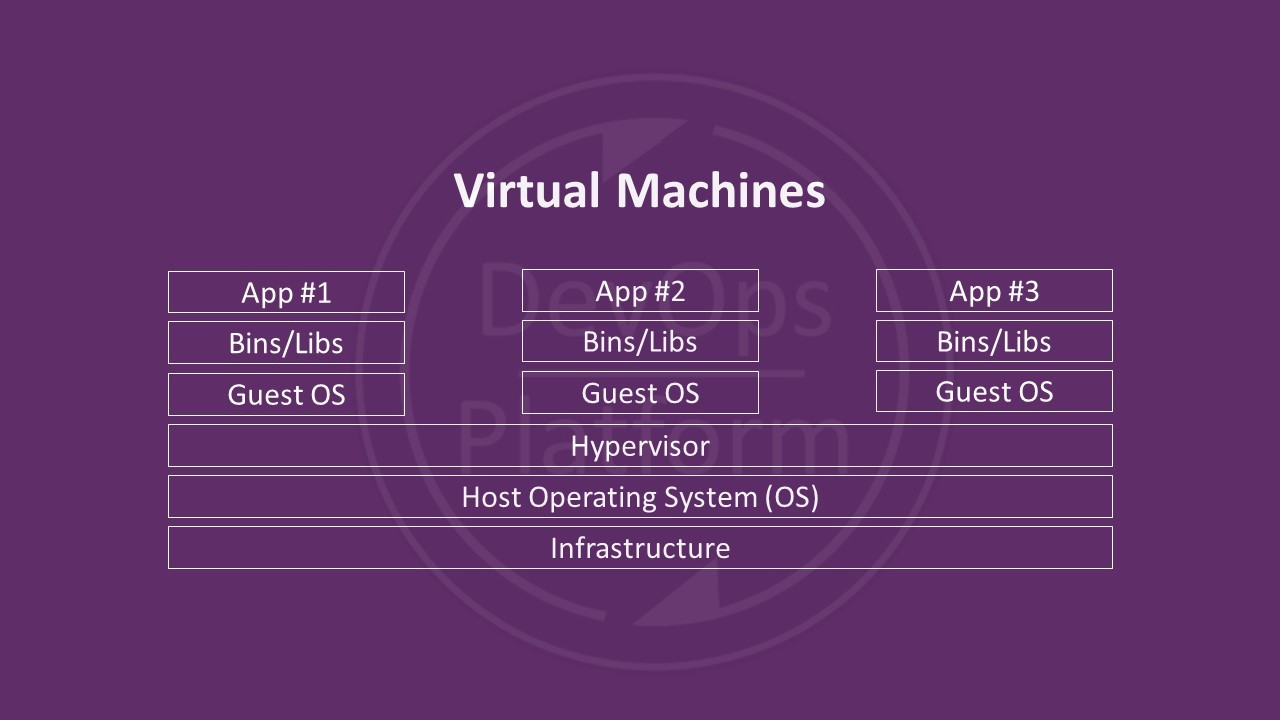 Virtual Machines
DevOps
Platform
App #1
App #2
App #3
Bins/Libs
Bins/Libs
Bins/Libs
Guest OS
Guest OS
Guest OS
Hypervisor
Host Operating System (OS)
Infrastructure